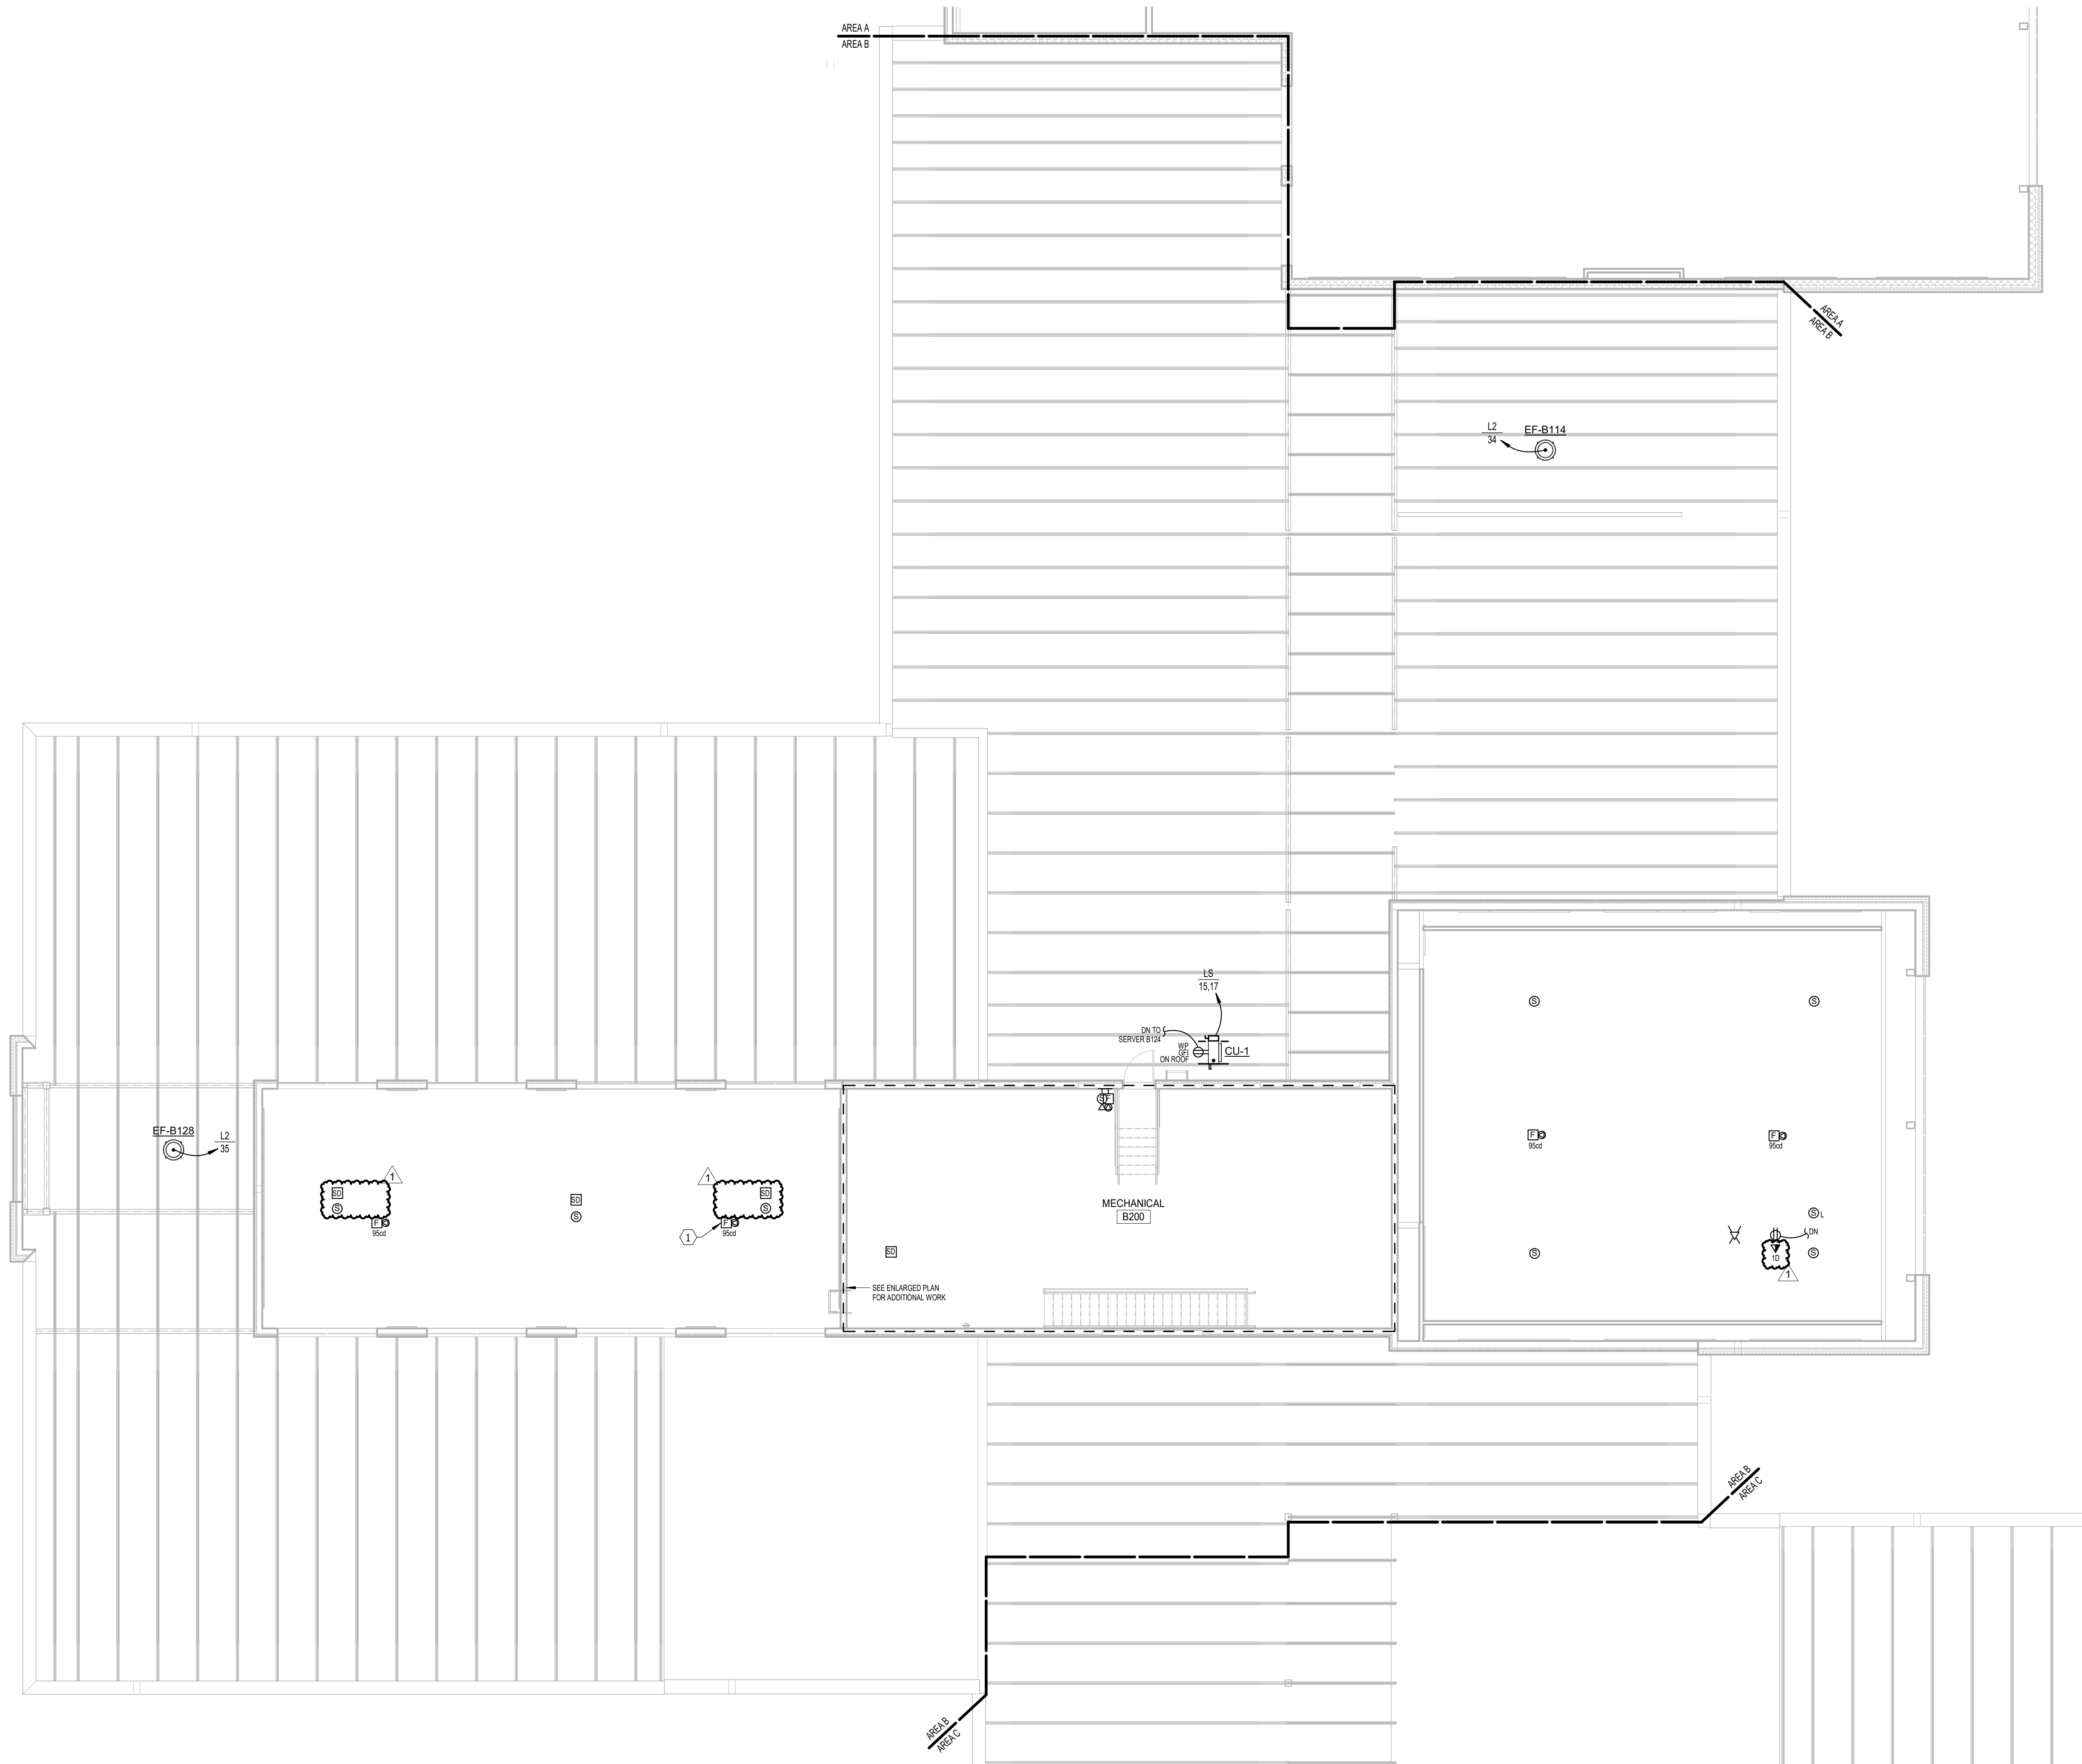 AREA A
AREA B
AREA A
AREA B
L2
34
EF-B114
LS
15,17
DN TO
SERVER B124
WP
GFI
ON ROOF
CU-1
S
S
EF-B128
L2
35
S
F
F
95cd
F
95cd
1
SD
S
F
95cd
SD
S
1
SD
S
F
95cd
1
MECHANICAL
B200
SD
SEE ENLARGED PLAN
FOR ADDITIONAL WORK
S
S L
DN
S
1D
1
AREA B
AREA C
AREA B
AREA C